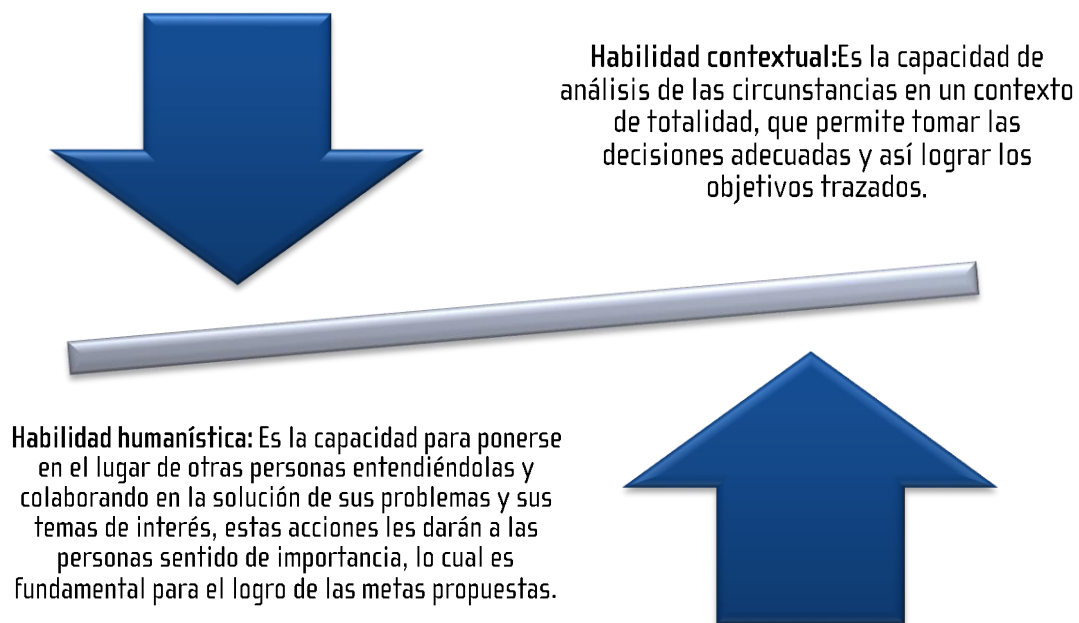 Habilidad contextual:Es la capacidad de
análisis de las circunstancias en un contexto
de totalidad, que permite tomar las
decisiones adecuadas y así lograr los
objetivos trazados.
Habilidad humanística: Es la capacidad para ponerse
en el lugar de otras personas entendiéndolas y
colaborando en la solución de sus problemas y sus
temas de interés, estas acciones les darán a las
personas sentido de importancia, lo cual es
fundamental para el logro de las metas propuestas.